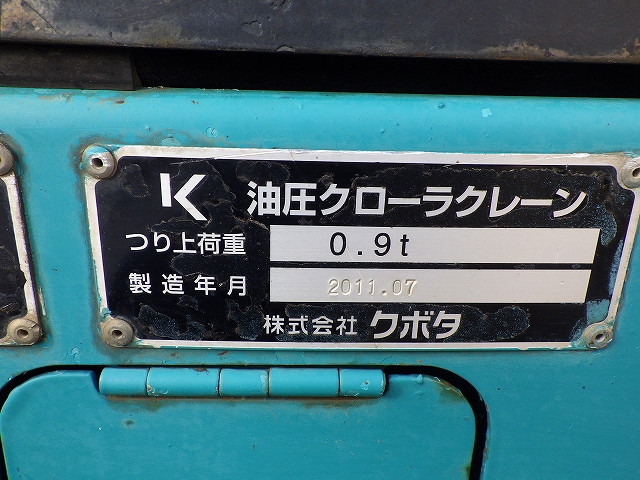 K 油圧クローラクレーン
つり上荷重 0.9t
製造年月 2011.07
株式会社 クボタ